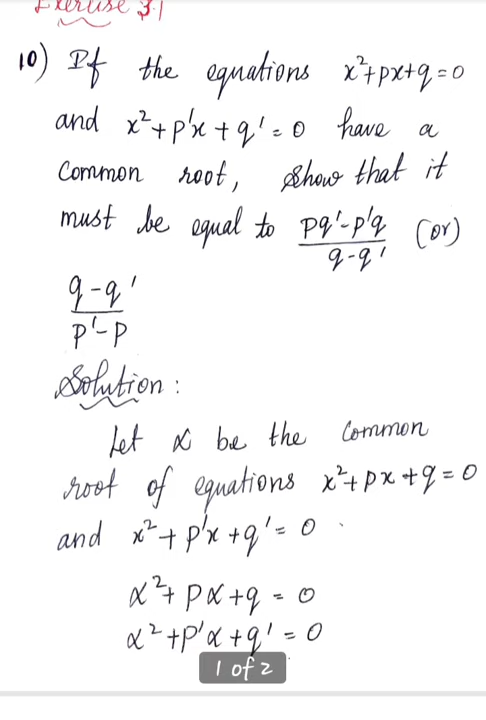 Exercise 3.1
10) If the equations x²+px+q=0
and x²+p'x+q'=0 have a
Common root, show that it
must be equal to pq'-p'q/q-q' (or)
q-q'/p'-p
Solution :
Let α be the Common
root of equations x²+px+q=0
and x²+p'x+q'=0.
α²+pα+q=0
α²+p'α+q'=0
1 of 2